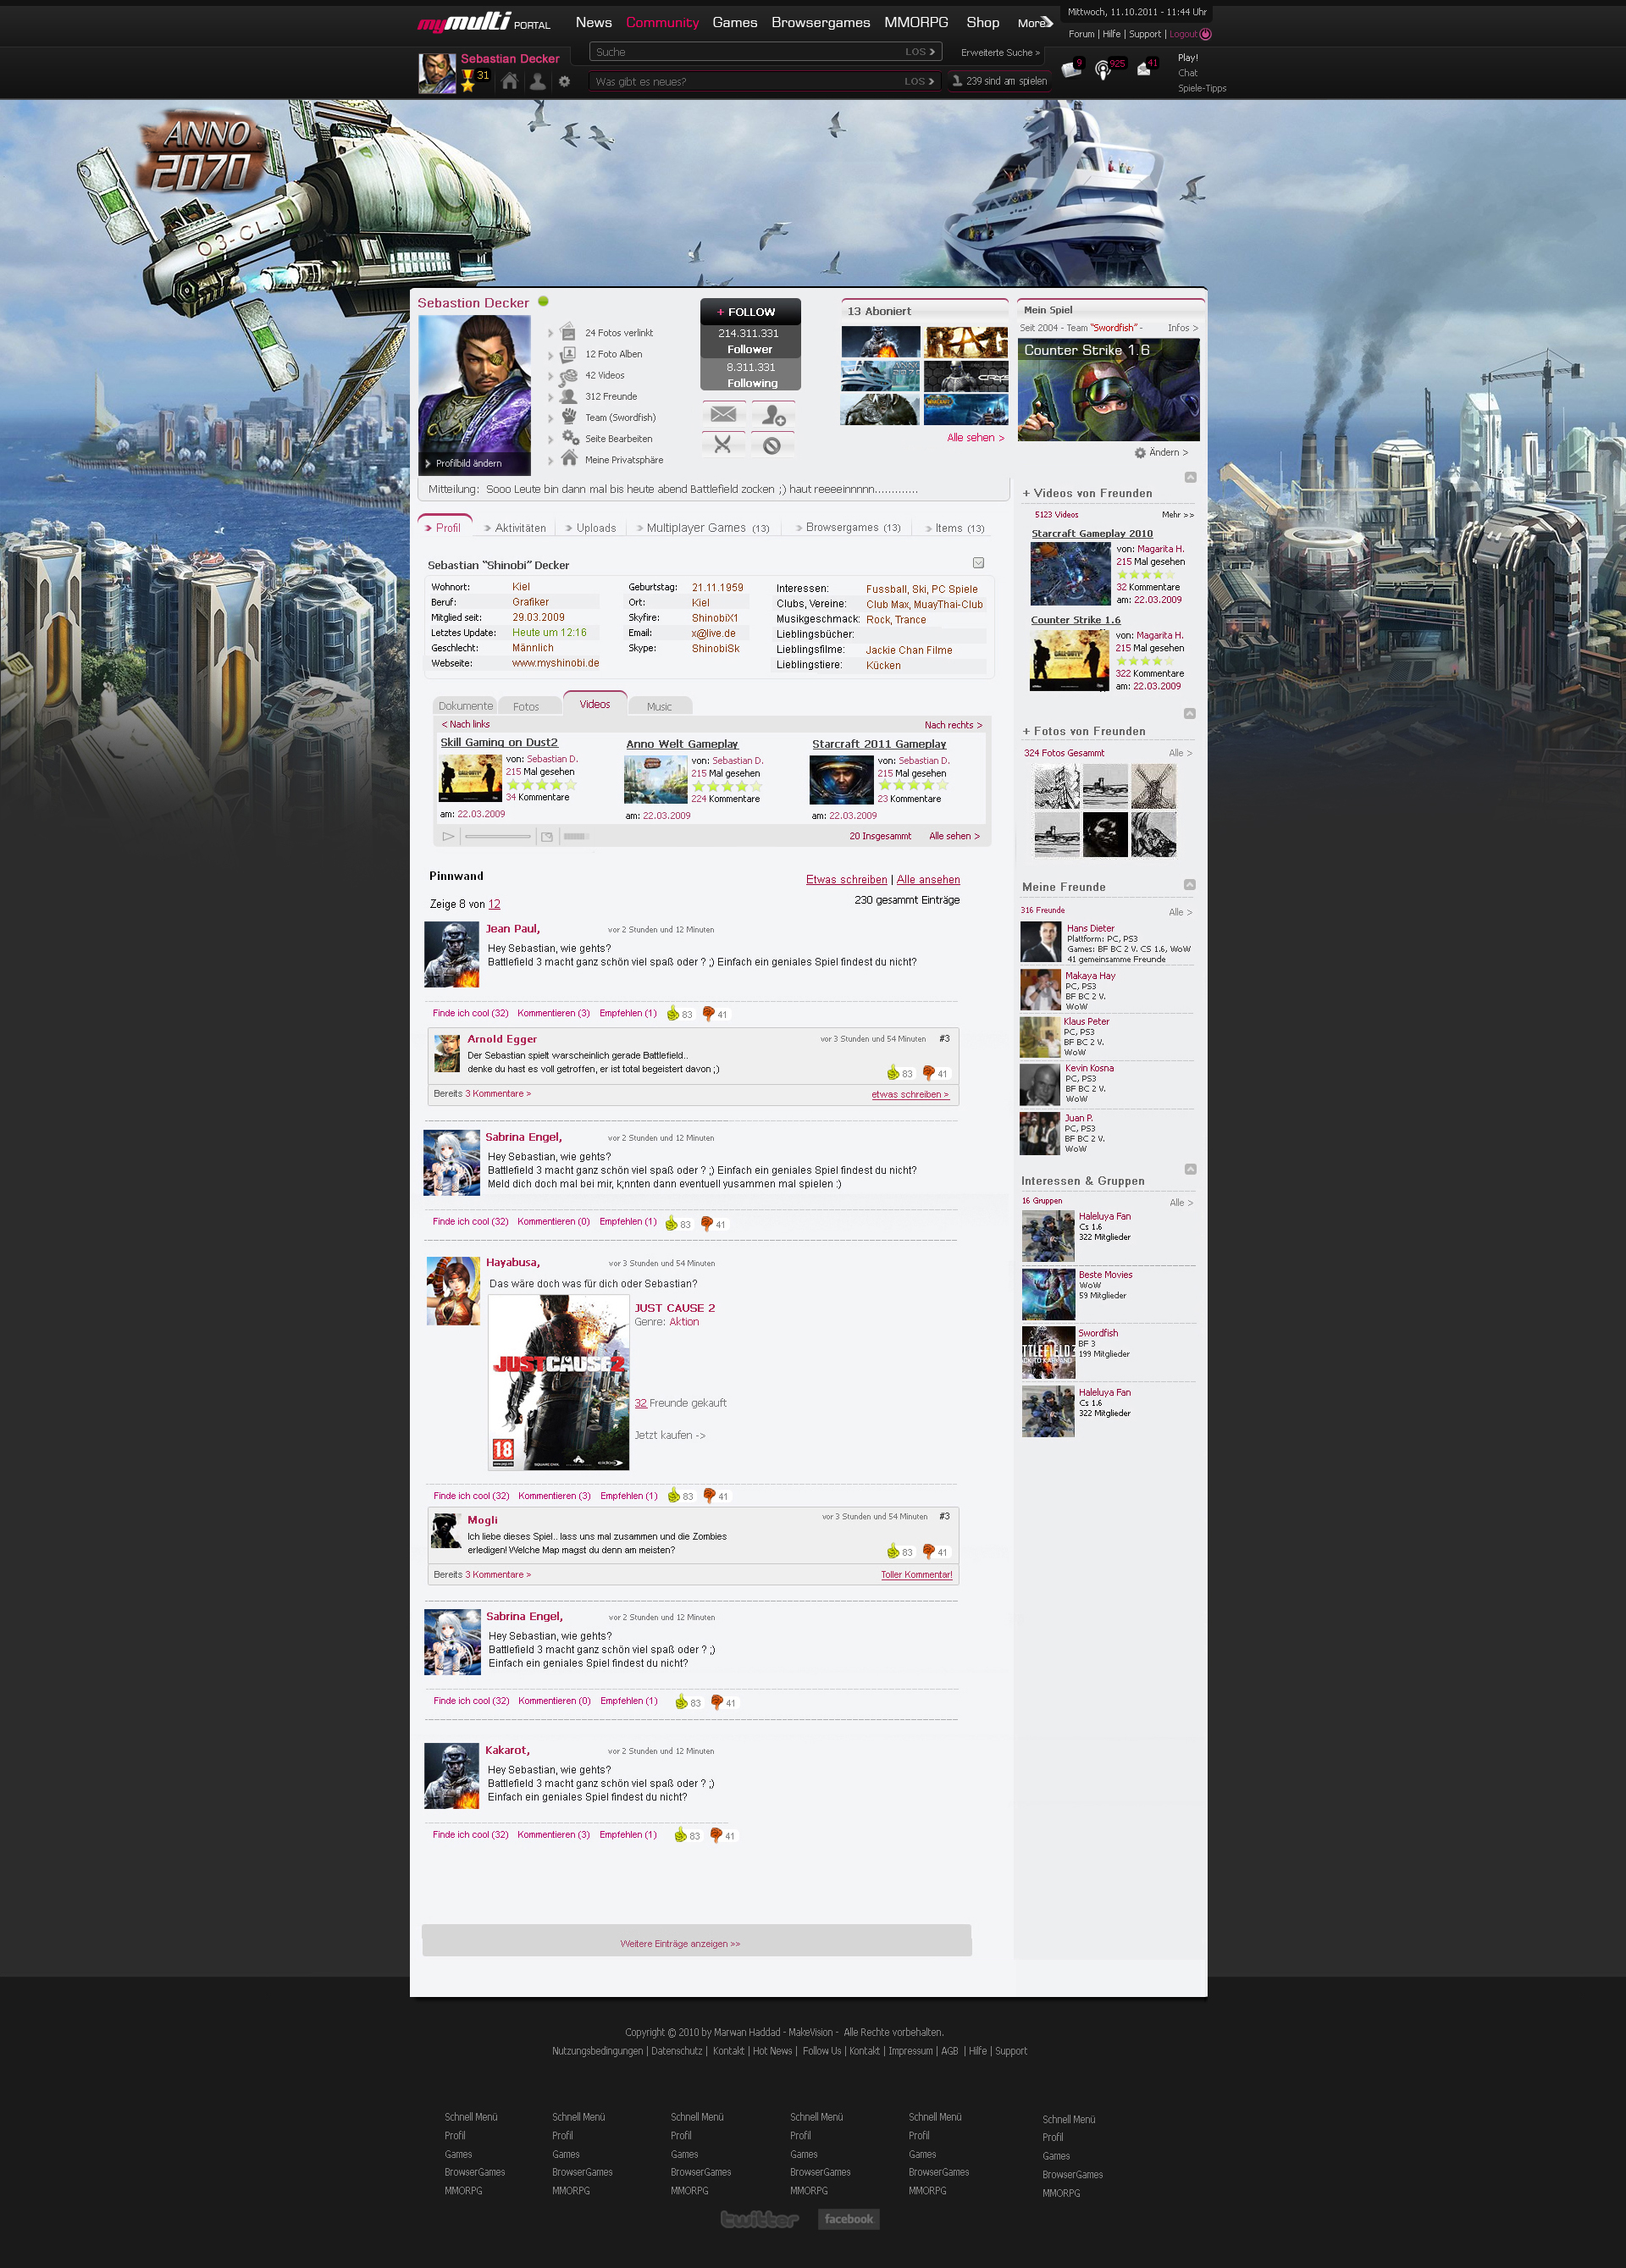 mymulti PORTAL
News Community Games Browsergames MMORPG Shop More
Mittwoch, 11.10.2011 - 11:44 Uhr
Forum | Hilfe | Support | Logout
Suche LOS
Erweiterte Suche >
Sebastian Decker
31
Was gibt es neues? LOS
239 sind am spielen
9 925 41
Play!
Chat
Spiele-Tipps
ANNO
2070
03-CL-1
Sebastion Decker
Profilbild ändern
24 Fotos verlinkt
12 Foto Alben
42 Videos
312 Freunde
Team (Swordfish)
Seite Bearbeiten
Meine Privatsphäre
+ FOLLOW
214.311.331
Follower
8.311.331
Following
13 Aboniert
Alle sehen >
Mein Spiel
Seit 2004 - Team "Swordfish" - Infos >
Counter Strike 1.6
Ändern >
Mitteilung: Sooo Leute bin dann mal bis heute abend Battlefield zocken ;) haut reeeeinnnnn.............
Profil Aktivitäten Uploads Multiplayer Games (13) Browsergames (13) Items (13)
Sebastian "Shinobi" Decker
Wohnort: Kiel
Beruf: Grafiker
Mitglied seit: 29.03.2009
Letztes Update: Heute um 12:16
Geschlecht: Männlich
Webseite: www.myshinobi.de
Geburtstag: 21.11.1959
Ort: Kiel
Skyfire: ShinobiX1
Email: x@live.de
Skype: ShinobiSk
Interessen: Fussball, Ski, PC Spiele
Clubs, Vereine: Club Max, MuayThai-Club
Musikgeschmack: Rock, Trance
Lieblingsbücher:
Lieblingsfilme: Jackie Chan Filme
Lieblingstiere: Kücken
Dokumente Fotos Videos Music
< Nach links Nach rechts >
Skill Gaming on Dust2
von: Sebastian D.
215 Mal gesehen
34 Kommentare
am: 22.03.2009
Anno Welt Gameplay
von: Sebastian D.
215 Mal gesehen
224 Kommentare
am: 22.03.2009
Starcraft 2011 Gameplay
von: Sebastian D.
215 Mal gesehen
23 Kommentare
am: 22.03.2009
20 Insgesammt Alle sehen >
Pinnwand
Etwas schreiben | Alle ansehen
Zeige 8 von 12
230 gesammt Einträge
Jean Paul, vor 2 Stunden und 12 Minuten
Hey Sebastian, wie gehts?
Battlefield 3 macht ganz schön viel spaß oder ? ;) Einfach ein geniales Spiel findest du nicht?
Finde ich cool (32) Kommentieren (3) Empfehlen (1) 83 41
Arnold Egger vor 3 Stunden und 54 Minuten #3
Der Sebastian spielt warscheinlich gerade Battlefield..
denke du hast es voll getroffen, er ist total begeistert davon ;)
83 41
Bereits 3 Kommentare > etwas schreiben >
Sabrina Engel, vor 2 Stunden und 12 Minuten
Hey Sebastian, wie gehts?
Battlefield 3 macht ganz schön viel spaß oder ? ;) Einfach ein geniales Spiel findest du nicht?
Meld dich doch mal bei mir, k;nnten dann eventuell yusammen mal spielen :)
Finde ich cool (32) Kommentieren (0) Empfehlen (1) 83 41
Hayabusa, vor 3 Stunden und 54 Minuten
Das wäre doch was für dich oder Sebastian?
JUST CAUSE 2
Genre: Aktion
JUST CAUSE 2
18
32 Freunde gekauft
Jetzt kaufen ->
Finde ich cool (32) Kommentieren (3) Empfehlen (1) 83 41
Mogli vor 3 Stunden und 54 Minuten #3
Ich liebe dieses Spiel.. lass uns mal zusammen und die Zombies
erledigen! Welche Map magst du denn am meisten?
83 41
Bereits 3 Kommentare > Toller Kommentar!
Sabrina Engel, vor 2 Stunden und 12 Minuten
Hey Sebastian, wie gehts?
Battlefield 3 macht ganz schön viel spaß oder ? ;)
Einfach ein geniales Spiel findest du nicht?
Finde ich cool (32) Kommentieren (0) Empfehlen (1) 83 41
Kakarot, vor 2 Stunden und 12 Minuten
Hey Sebastian, wie gehts?
Battlefield 3 macht ganz schön viel spaß oder ? ;)
Einfach ein geniales Spiel findest du nicht?
Finde ich cool (32) Kommentieren (3) Empfehlen (1) 83 41
Weitere Einträge anzeigen >>
+ Videos von Freunden
5123 Videos Mehr >>
Starcraft Gameplay 2010
von: Magarita H.
215 Mal gesehen
32 Kommentare
am: 22.03.2009
Counter Strike 1.6
von: Magarita H.
215 Mal gesehen
322 Kommentare
am: 22.03.2009
+ Fotos von Freunden
324 Fotos Gesammt Alle >
Meine Freunde
316 Freunde Alle >
Hans Dieter
Plattform: PC, PS3
Games: BF BC 2 V. CS 1.6, WoW
41 gemeinsamme Freunde
Makaya Hay
PC, PS3
BF BC 2 V.
WoW
Klaus Peter
PC, PS3
BF BC 2 V.
WoW
Kevin Kosna
PC, PS3
BF BC 2 V.
WoW
Juan P.
PC, PS3
BF BC 2 V.
WoW
Interessen & Gruppen
16 Gruppen Alle >
Haleluya Fan
Cs 1.6
322 Mitglieder
Beste Movies
WoW
59 Mitglieder
Swordfish
BF 3
199 Mitglieder
Haleluya Fan
Cs 1.6
322 Mitglieder
Copyright © 2010 by Marwan Haddad - MakeVision - Alle Rechte vorbehalten.
Nutzungsbedingungen | Datenschutz | Kontakt | Hot News | Follow Us | Kontakt | Impressum | AGB | Hilfe | Support
Schnell Menü Schnell Menü Schnell Menü Schnell Menü Schnell Menü Schnell Menü
Profil Profil Profil Profil Profil Profil
Games Games Games Games Games Games
BrowserGames BrowserGames BrowserGames BrowserGames BrowserGames BrowserGames
MMORPG MMORPG MMORPG MMORPG MMORPG MMORPG
twitter facebook